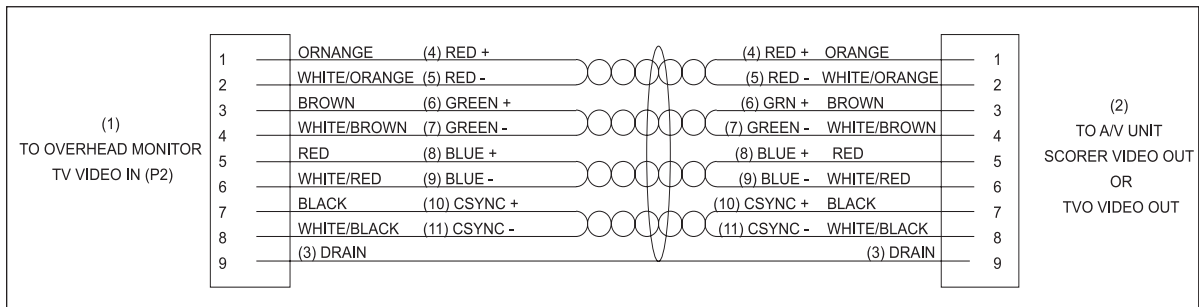 1 ORNANGE (4) RED + (4) RED + ORANGE 1
2 WHITE/ORANGE (5) RED - (5) RED - WHITE/ORANGE 2
3 BROWN (6) GREEN + (6) GRN + BROWN 3
4 WHITE/BROWN (7) GREEN - (7) GREEN - WHITE/BROWN 4
5 RED (8) BLUE + (8) BLUE + RED 5
6 WHITE/RED (9) BLUE - (9) BLUE - WHITE/RED 6
7 BLACK (10) CSYNC + (10) CSYNC + BLACK 7
8 WHITE/BLACK (11) CSYNC - (11) CSYNC - WHITE/BLACK 8
9 (3) DRAIN (3) DRAIN 9
(1)
TO OVERHEAD MONITOR
TV VIDEO IN (P2)
(2)
TO A/V UNIT
SCORER VIDEO OUT
OR
TVO VIDEO OUT